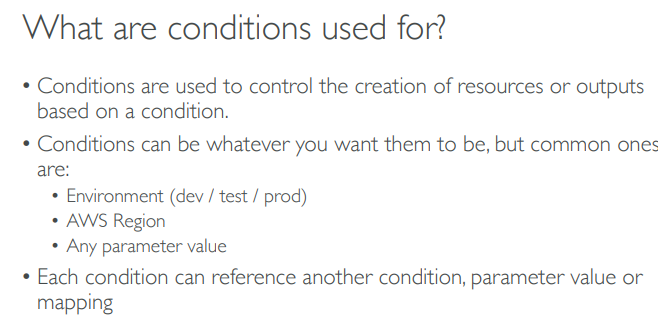 What are conditions used for?
• Conditions are used to control the creation of resources or outputs
based on a condition.
• Conditions can be whatever you want them to be, but common ones
are:
• Environment (dev / test / prod)
• AWS Region
• Any parameter value
• Each condition can reference another condition, parameter value or
mapping